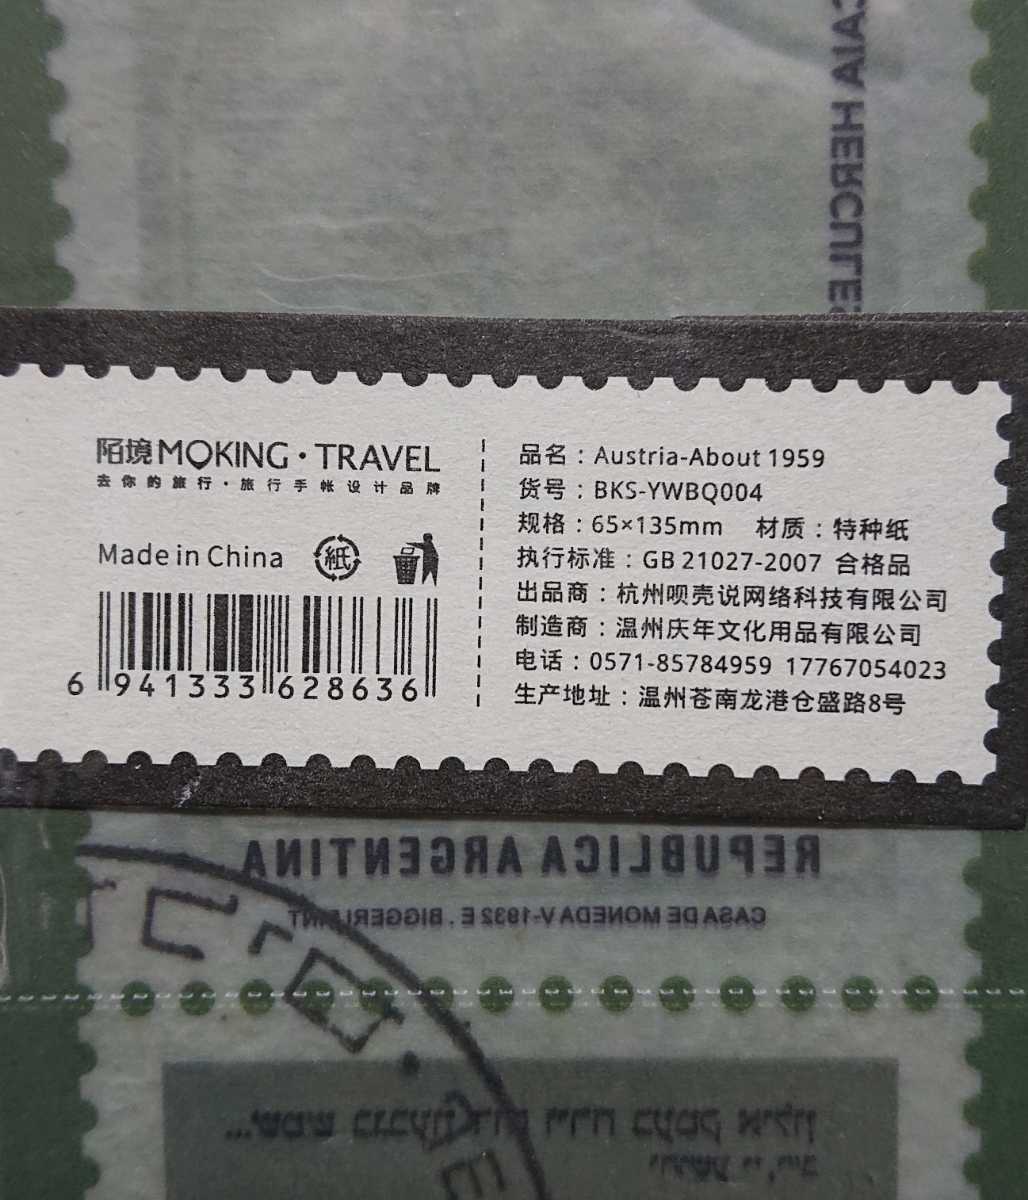 CAIA HERCULES
陌境MOKING·TRAVEL
去你的旅行·旅行手帐设计品牌
Made in China 紙
6 941333 628636
品名：Austria-About 1959
货号：BKS-YWBQ004
规格：65×135mm 材质：特种纸
执行标准：GB 21027-2007 合格品
出品商：杭州呗壳说网络科技有限公司
制造商：温州庆年文化用品有限公司
电话：0571-85784959 17767054023
生产地址：温州苍南龙港仓盛路8号
REPUBLICA ARGENTINA
CASA DE MONEDA V-1932 E. BIGGERI